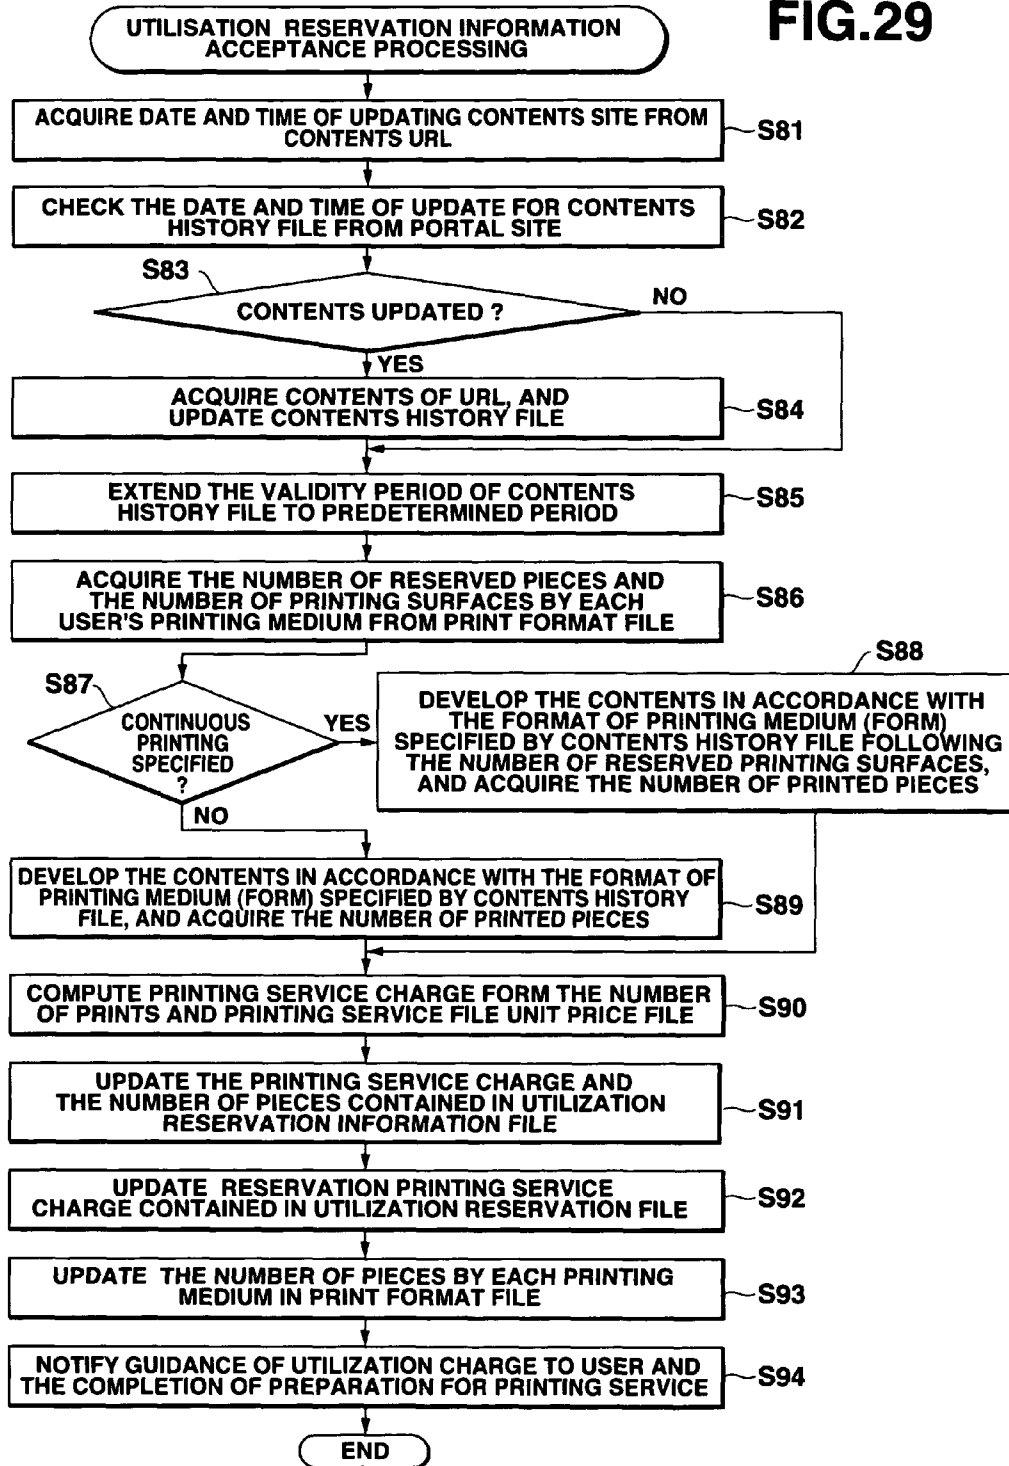 FIG.29
UTILISATION RESERVATION INFORMATION
ACCEPTANCE PROCESSING
ACQUIRE DATE AND TIME OF UPDATING CONTENTS SITE FROM
CONTENTS URL
S81
CHECK THE DATE AND TIME OF UPDATE FOR CONTENTS
HISTORY FILE FROM PORTAL SITE
S82
S83
CONTENTS UPDATED ?
NO
YES
ACQUIRE CONTENTS OF URL, AND
UPDATE CONTENTS HISTORY FILE
S84
EXTEND THE VALIDITY PERIOD OF CONTENTS
HISTORY FILE TO PREDETERMINED PERIOD
S85
ACQUIRE THE NUMBER OF RESERVED PIECES AND
THE NUMBER OF PRINTING SURFACES BY EACH
USER'S PRINTING MEDIUM FROM PRINT FORMAT FILE
S86
S87
CONTINUOUS
PRINTING
SPECIFIED
?
YES
NO
S88
DEVELOP THE CONTENTS IN ACCORDANCE WITH
THE FORMAT OF PRINTING MEDIUM (FORM)
SPECIFIED BY CONTENTS HISTORY FILE FOLLOWING
THE NUMBER OF RESERVED PRINTING SURFACES,
AND ACQUIRE THE NUMBER OF PRINTED PIECES
DEVELOP THE CONTENTS IN ACCORDANCE WITH THE FORMAT OF
PRINTING MEDIUM (FORM) SPECIFIED BY CONTENTS HISTORY
FILE, AND ACQUIRE THE NUMBER OF PRINTED PIECES
S89
COMPUTE PRINTING SERVICE CHARGE FORM THE NUMBER
OF PRINTS AND PRINTING SERVICE FILE UNIT PRICE FILE
S90
UPDATE THE PRINTING SERVICE CHARGE AND
THE NUMBER OF PIECES CONTAINED IN UTILIZATION
RESERVATION INFORMATION FILE
S91
UPDATE RESERVATION PRINTING SERVICE
CHARGE CONTAINED IN UTILIZATION RESERVATION FILE
S92
UPDATE THE NUMBER OF PIECES BY EACH PRINTING
MEDIUM IN PRINT FORMAT FILE
S93
NOTIFY GUIDANCE OF UTILIZATION CHARGE TO USER AND
THE COMPLETION OF PREPARATION FOR PRINTING SERVICE
S94
END